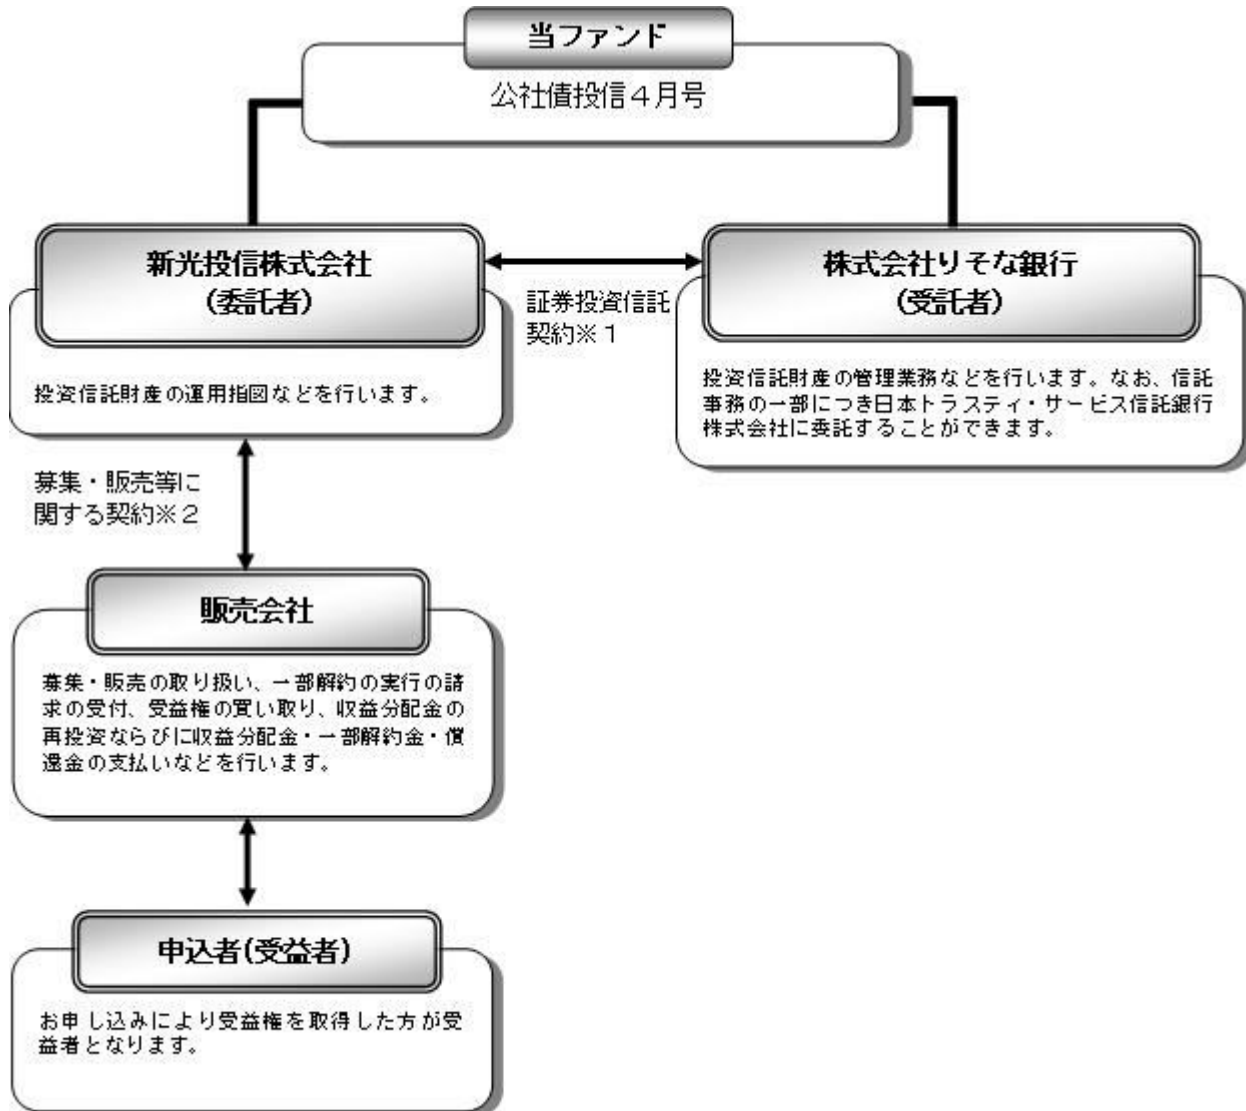 当ファンド
公社債投信４月号
新光投信株式会社
(委託者)
投資信託財産の運用指図などを行います。
証券投資信託
契約※１
株式会社りそな銀行
(受託者)
投資信託財産の管理業務などを行います。なお、信託
事務の一部につき日本トラスティ・サービス信託銀行
株式会社に委託することができます。
募集・販売等に
関する契約※２
販売会社
募集・販売の取り扱い、一部解約の実行の請
求の受付、受益権の買い取り、収益分配金の
再投資ならびに収益分配金・一部解約金・償
還金の支払いなどを行います。
申込者(受益者)
お申し込みにより受益権を取得した方が受
益者となります。